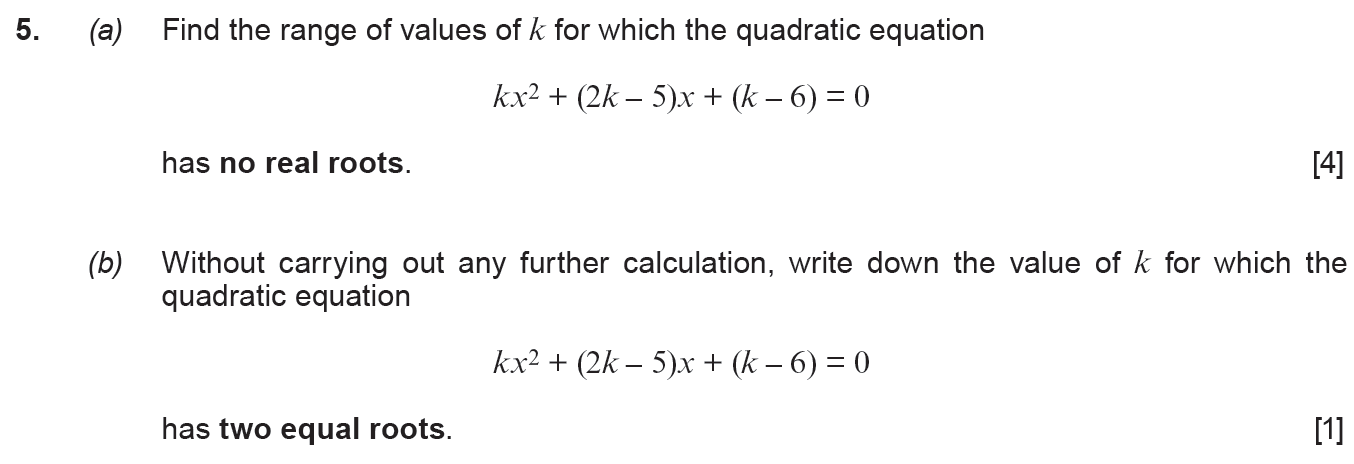 5. (a) Find the range of values of k for which the quadratic equation
kx² + (2k – 5)x + (k – 6) = 0
has no real roots. [4]
(b) Without carrying out any further calculation, write down the value of k for which the
quadratic equation
kx² + (2k – 5)x + (k – 6) = 0
has two equal roots. [1]